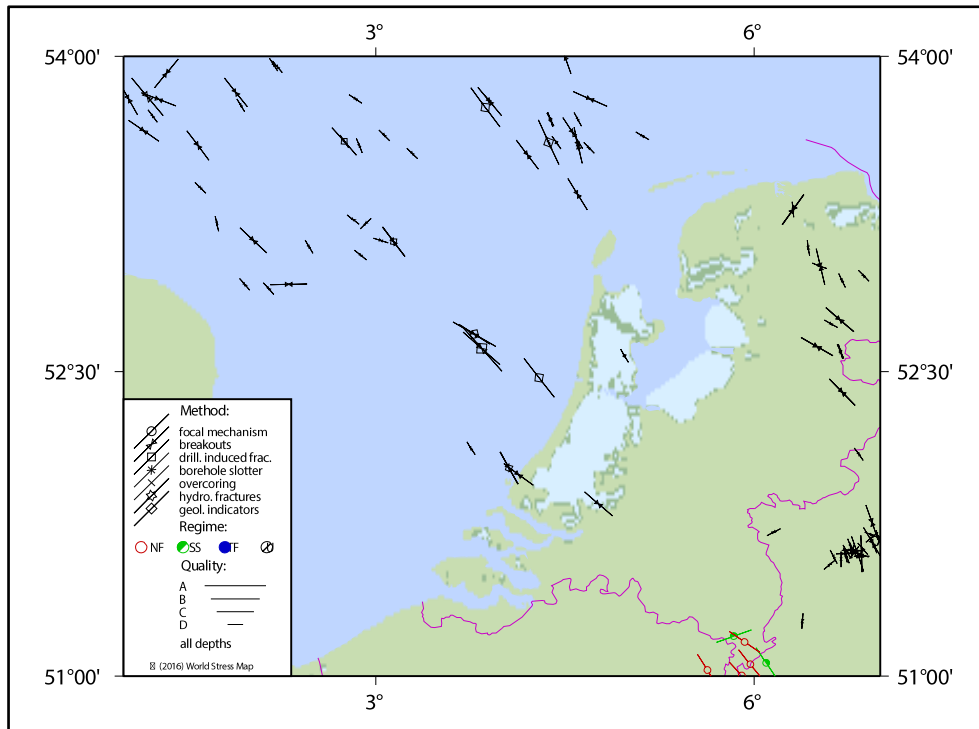 3° 6°
54°00' 54°00'
52°30' 52°30'
Method:
focal mechanism
breakouts
drill. induced frac.
borehole slotter
overcoring
hydro. fractures
geol. indicators
Regime:
NF SS TF U
Quality:
A
B
C
D
all depths
(2016) World Stress Map
51°00' 51°00'
3° 6°